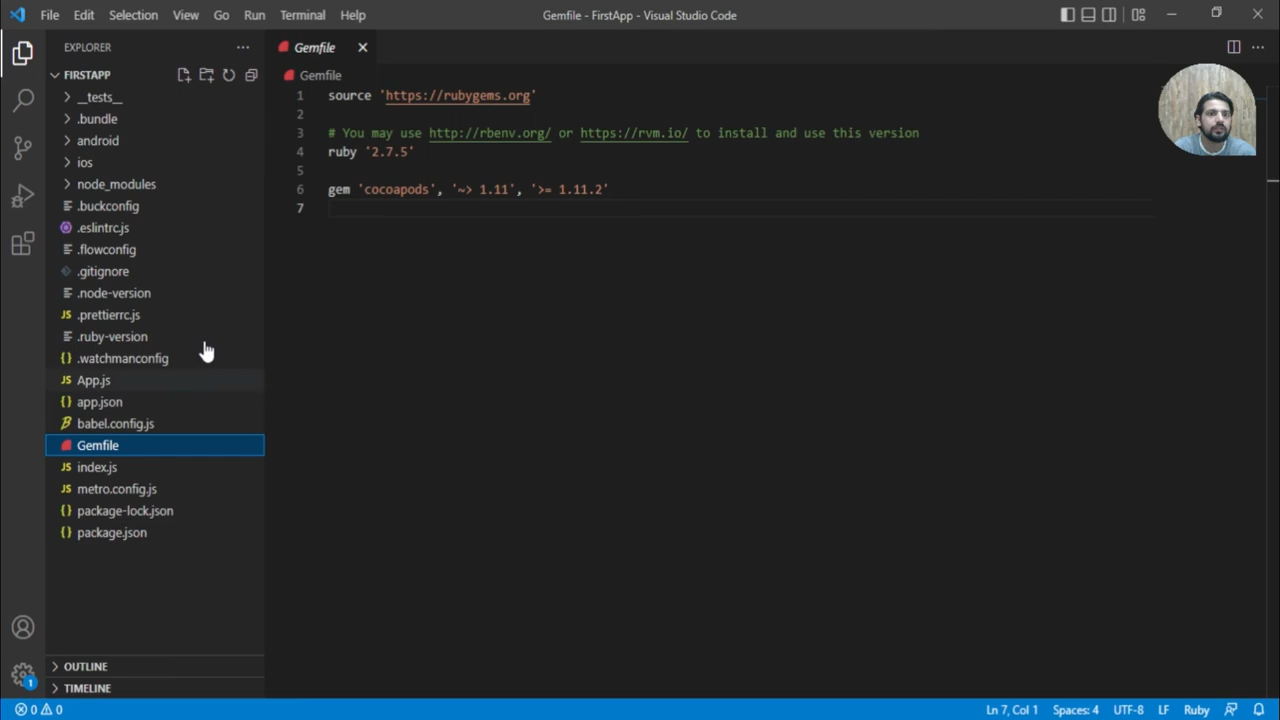 File Edit Selection View Go Run Terminal Help Gemfile - FirstApp - Visual Studio Code
EXPLORER
FIRSTAPP
__tests__
.bundle
android
ios
node_modules
.buckconfig
.eslintrc.js
.flowconfig
.gitignore
.node-version
JS .prettierrc.js
.ruby-version
{} .watchmanconfig
JS App.js
{} app.json
babel.config.js
Gemfile
JS index.js
JS metro.config.js
{} package-lock.json
{} package.json
OUTLINE
TIMELINE
Gemfile
Gemfile
1 source 'https://rubygems.org'
2
3 # You may use http://rbenv.org/ or https://rvm.io/ to install and use this version
4 ruby '2.7.5'
5
6 gem 'cocoapods', '~> 1.11', '>= 1.11.2'
7
1
0 0 Ln 7, Col 1 Spaces: 4 UTF-8 LF Ruby